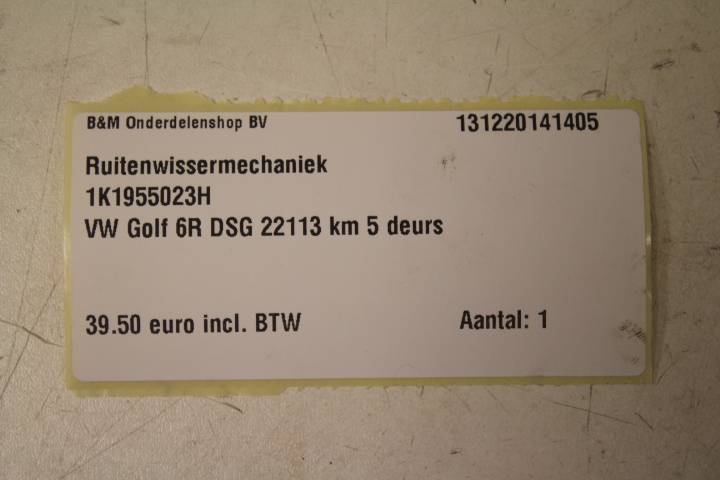 B&M Onderdelenshop BV 131220141405
Ruitenwissermechaniek
1K1955023H
VW Golf 6R DSG 22113 km 5 deurs
39.50 euro incl. BTW Aantal: 1